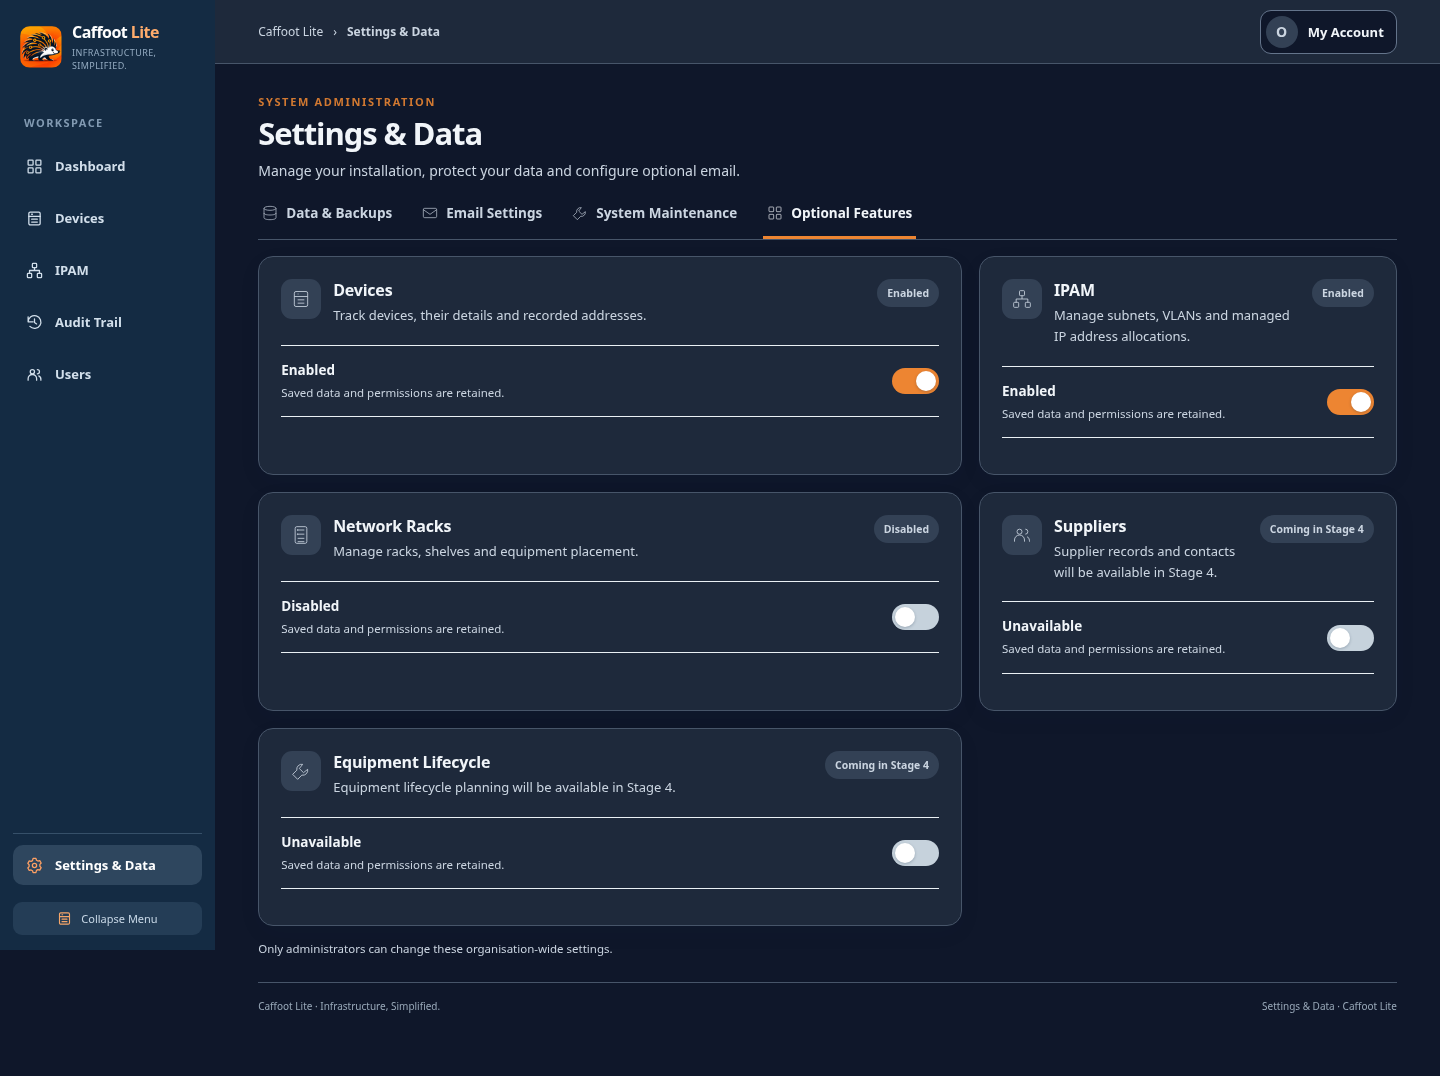 Caffoot Lite
INFRASTRUCTURE,
SIMPLIFIED.
WORKSPACE
Dashboard
Devices
IPAM
Audit Trail
Users
Settings & Data
Collapse Menu
Caffoot Lite › Settings & Data
O My Account
SYSTEM ADMINISTRATION
Settings & Data
Manage your installation, protect your data and configure optional email.
Data & Backups Email Settings System Maintenance Optional Features
Devices
Enabled
Track devices, their details and recorded addresses.
Enabled
Saved data and permissions are retained.
IPAM
Enabled
Manage subnets, VLANs and managed
IP address allocations.
Enabled
Saved data and permissions are retained.
Network Racks
Disabled
Manage racks, shelves and equipment placement.
Disabled
Saved data and permissions are retained.
Suppliers
Coming in Stage 4
Supplier records and contacts
will be available in Stage 4.
Unavailable
Saved data and permissions are retained.
Equipment Lifecycle
Coming in Stage 4
Equipment lifecycle planning will be available in Stage 4.
Unavailable
Saved data and permissions are retained.
Only administrators can change these organisation-wide settings.
Caffoot Lite · Infrastructure, Simplified.
Settings & Data · Caffoot Lite